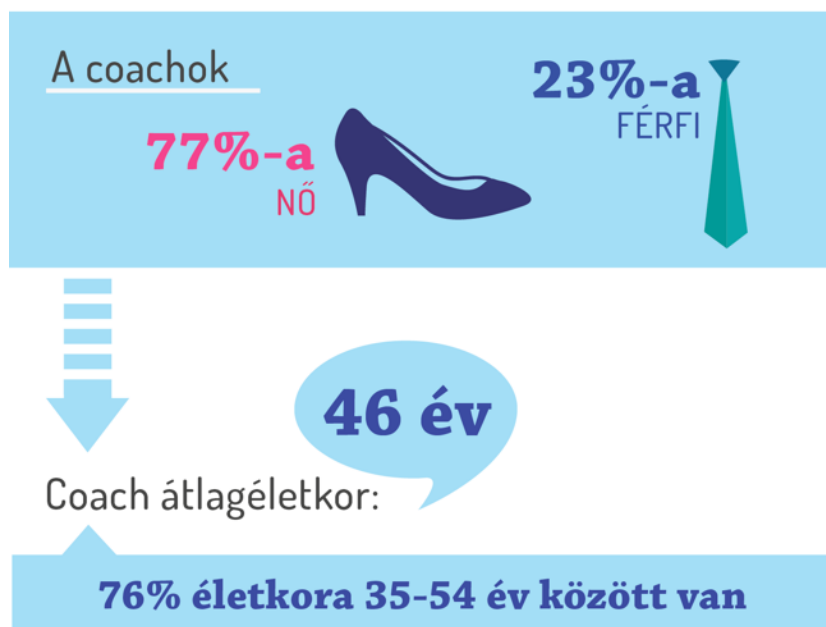 A coachok
77%-a
NŐ
23%-a
FÉRFI
46 év
Coach átlagéletkor:
76% életkora 35-54 év között van